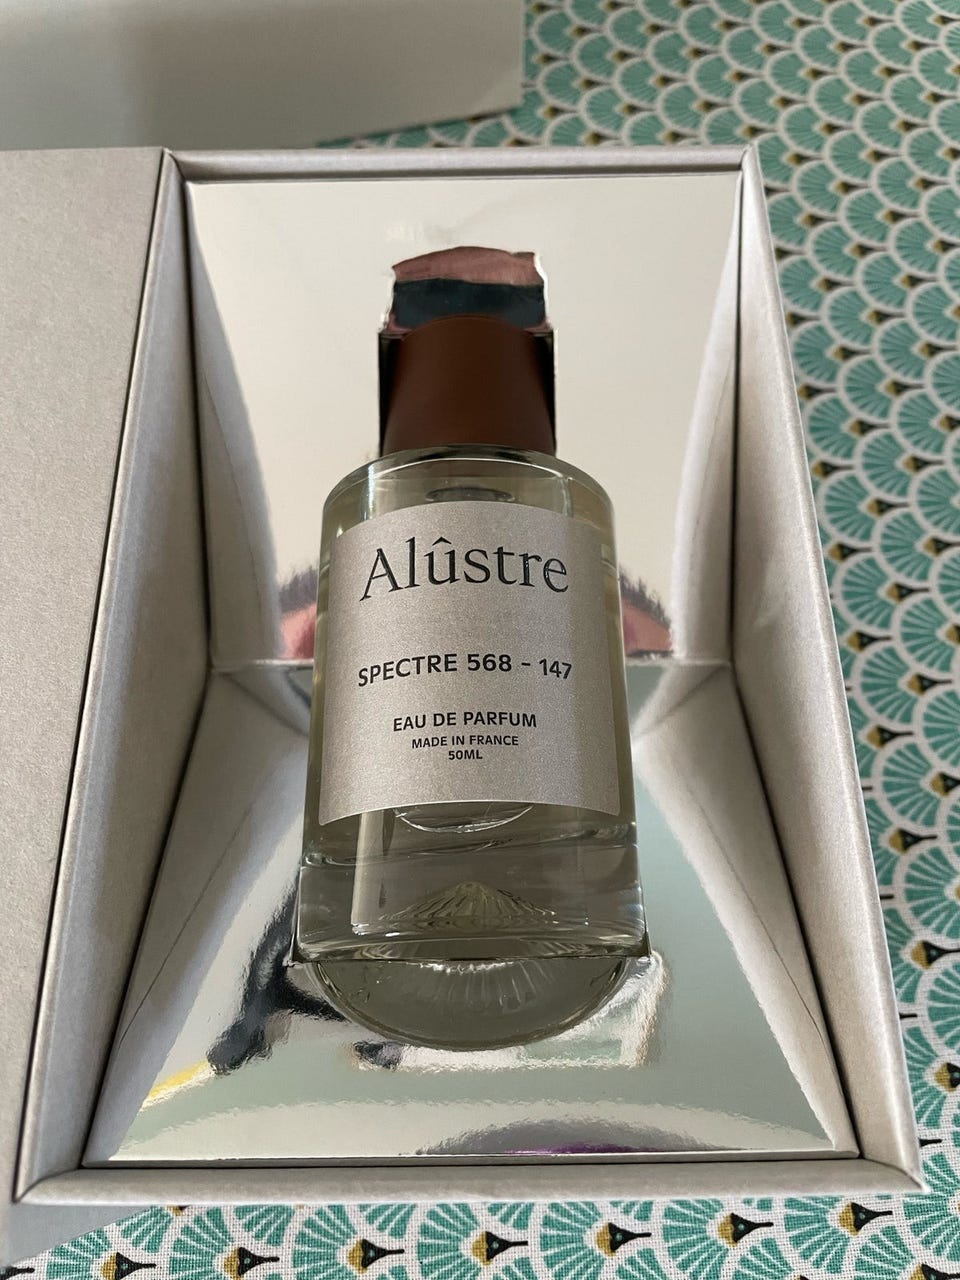 Alûstre
SPECTRE 568 - 147
EAU DE PARFUM
MADE IN FRANCE
50ML